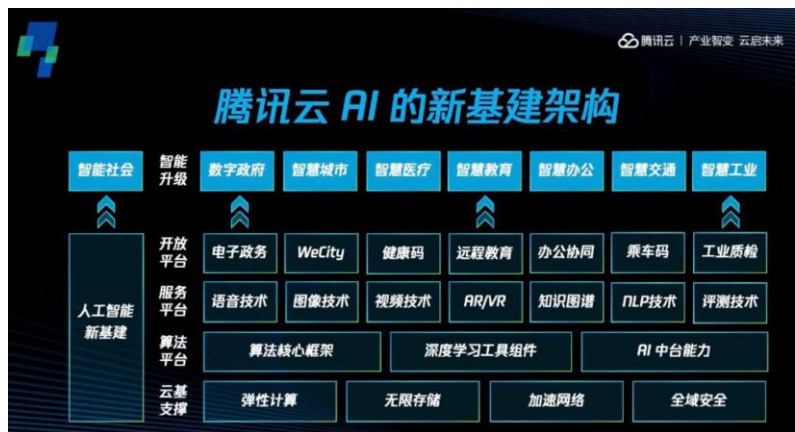 腾讯云 | 产业智变 云启未来
腾讯云 AI 的新基建架构
智能社会
智能
升级
数字政府 智慧城市 智慧医疗 智慧教育 智慧办公 智慧交通 智慧工业
人工智能
新基建
开放
平台
电子政务 WeCity 健康码 远程教育 办公协同 乘车码 工业质检
服务
平台
语音技术 图像技术 视频技术 AR/VR 知识图谱 NLP技术 评测技术
算法
平台
算法核心框架 深度学习工具组件 AI 中台能力
云基
支撑
弹性计算 无限存储 加速网络 全域安全